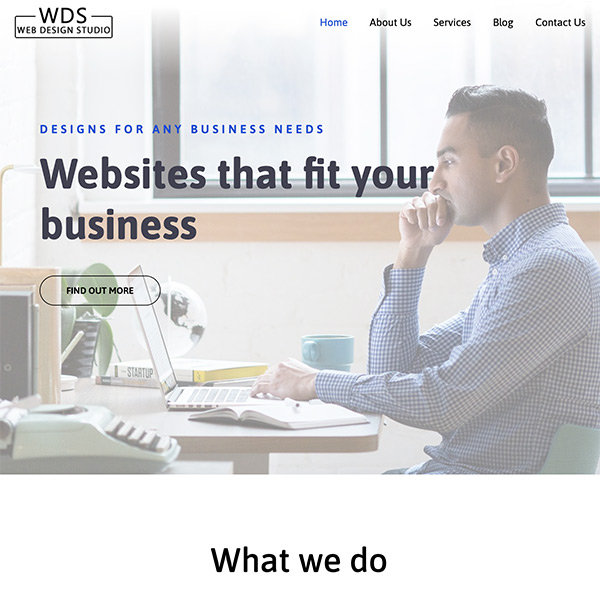 WDS
WEB DESIGN STUDIO
Home About Us Services Blog Contact Us
DESIGNS FOR ANY BUSINESS NEEDS
Websites that fit your
business
FIND OUT MORE
STARTUP
What we do